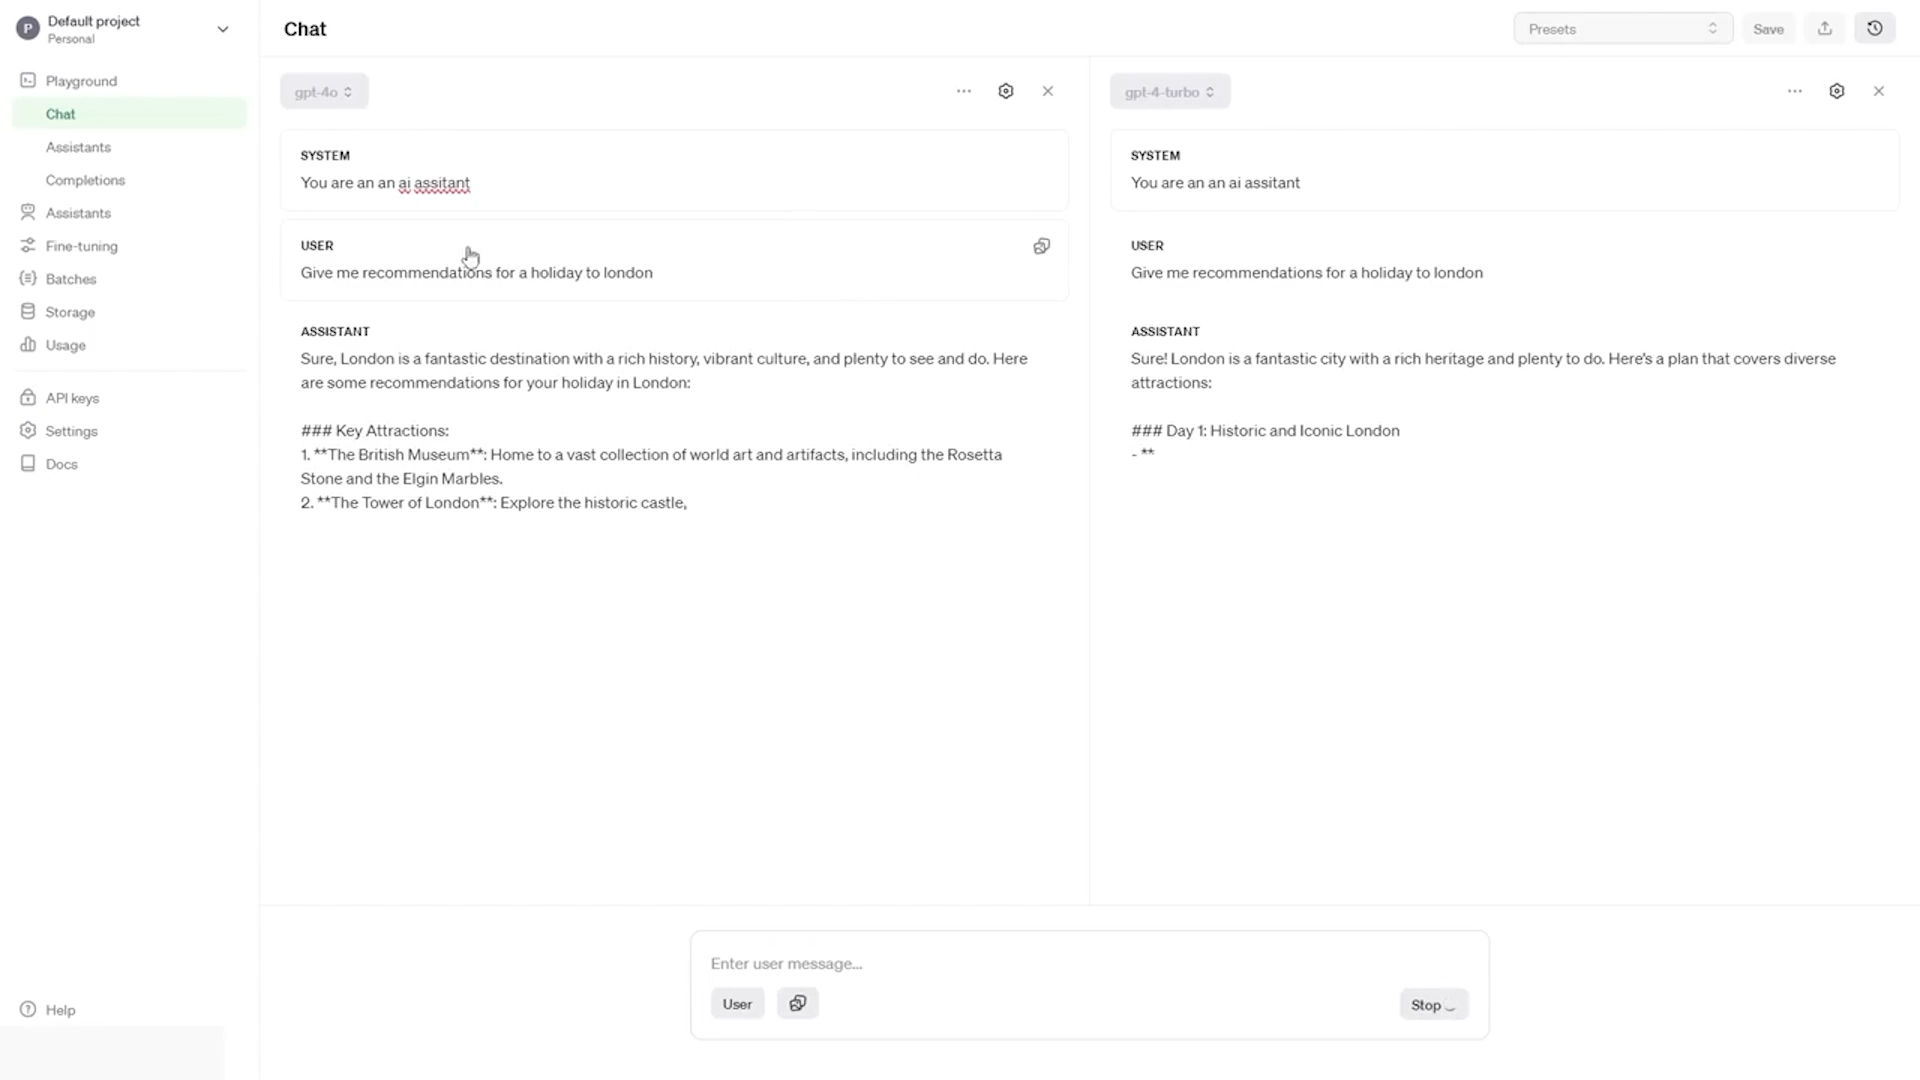 P
Default project
Personal
Playground
Chat
Assistants
Completions
Assistants
Fine-tuning
Batches
Storage
Usage
API keys
Settings
Docs
Help
Chat
Presets
Save
gpt-4o
SYSTEM
You are an an ai assitant
USER
Give me recommendations for a holiday to london
ASSISTANT
Sure, London is a fantastic destination with a rich history, vibrant culture, and plenty to see and do. Here
are some recommendations for your holiday in London:
### Key Attractions:
1. **The British Museum**: Home to a vast collection of world art and artifacts, including the Rosetta
Stone and the Elgin Marbles.
2. **The Tower of London**: Explore the historic castle,
gpt-4-turbo
SYSTEM
You are an an ai assitant
USER
Give me recommendations for a holiday to london
ASSISTANT
Sure! London is a fantastic city with a rich heritage and plenty to do. Here's a plan that covers diverse
attractions:
### Day 1: Historic and Iconic London
- **
Enter user message...
User
Stop